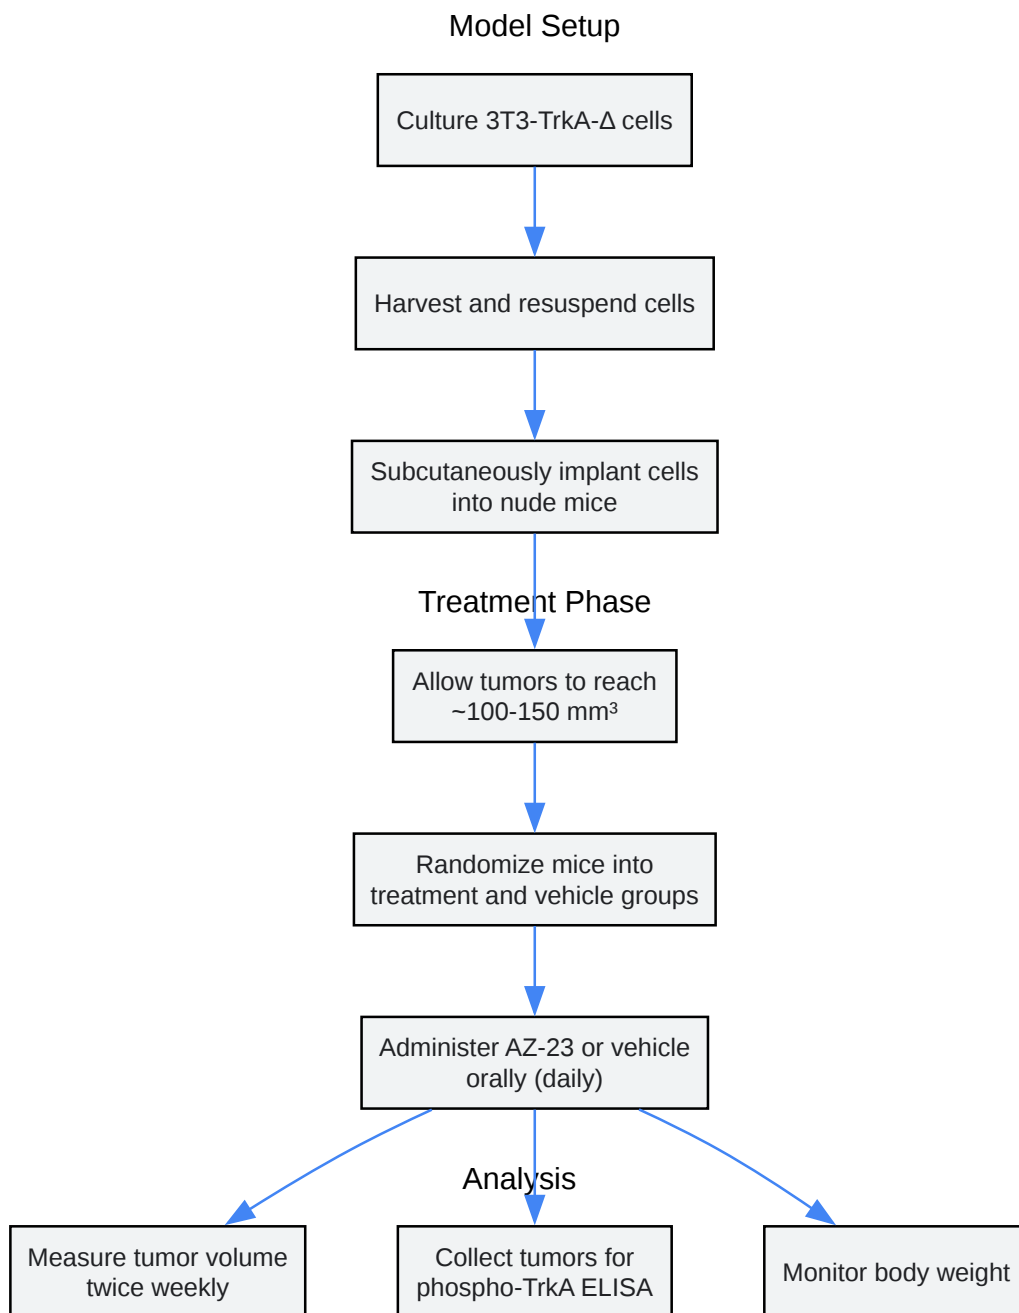 Model Setup
Culture 3T3-TrkA-Δ cells
Harvest and resuspend cells
Subcutaneously implant cells
into nude mice
Treatment Phase
Allow tumors to reach
~100-150 mm³
Randomize mice into
treatment and vehicle groups
Administer AZ-23 or vehicle
orally (daily)
Analysis
Measure tumor volume
twice weekly
Collect tumors for
phospho-TrkA ELISA
Monitor body weight